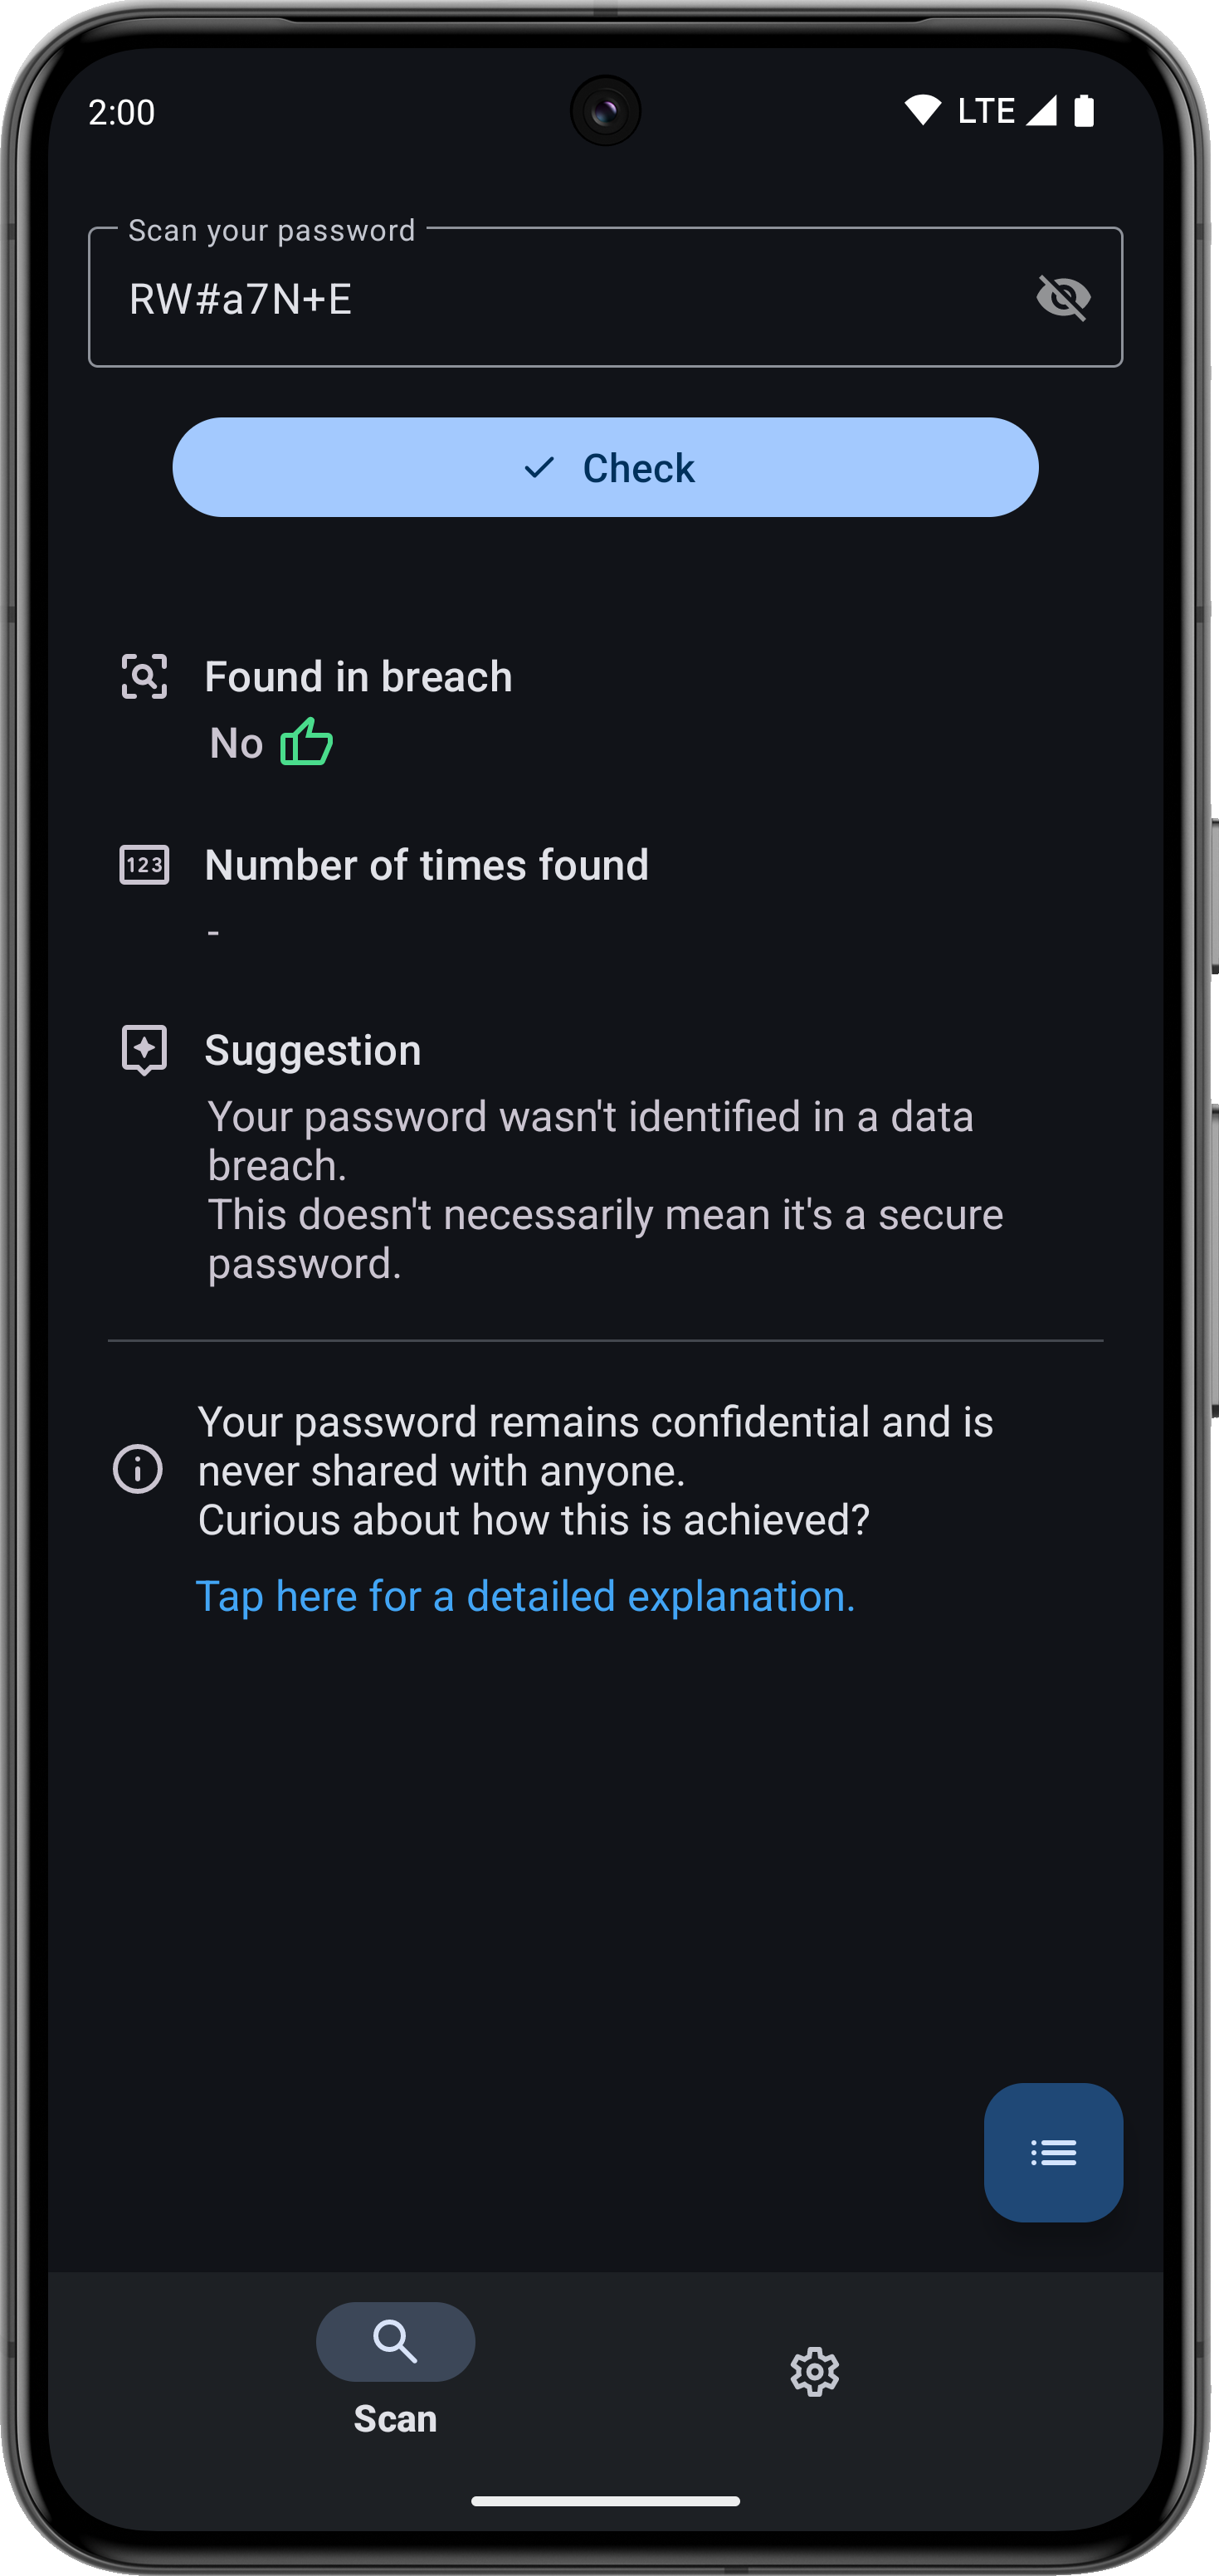 2:00 LTE
Scan your password
RW#a7N+E
Check
Found in breach
No
123 Number of times found
-
Suggestion
Your password wasn't identified in a data
breach.
This doesn't necessarily mean it's a secure
password.
Your password remains confidential and is
never shared with anyone.
Curious about how this is achieved?
Tap here for a detailed explanation.
Scan